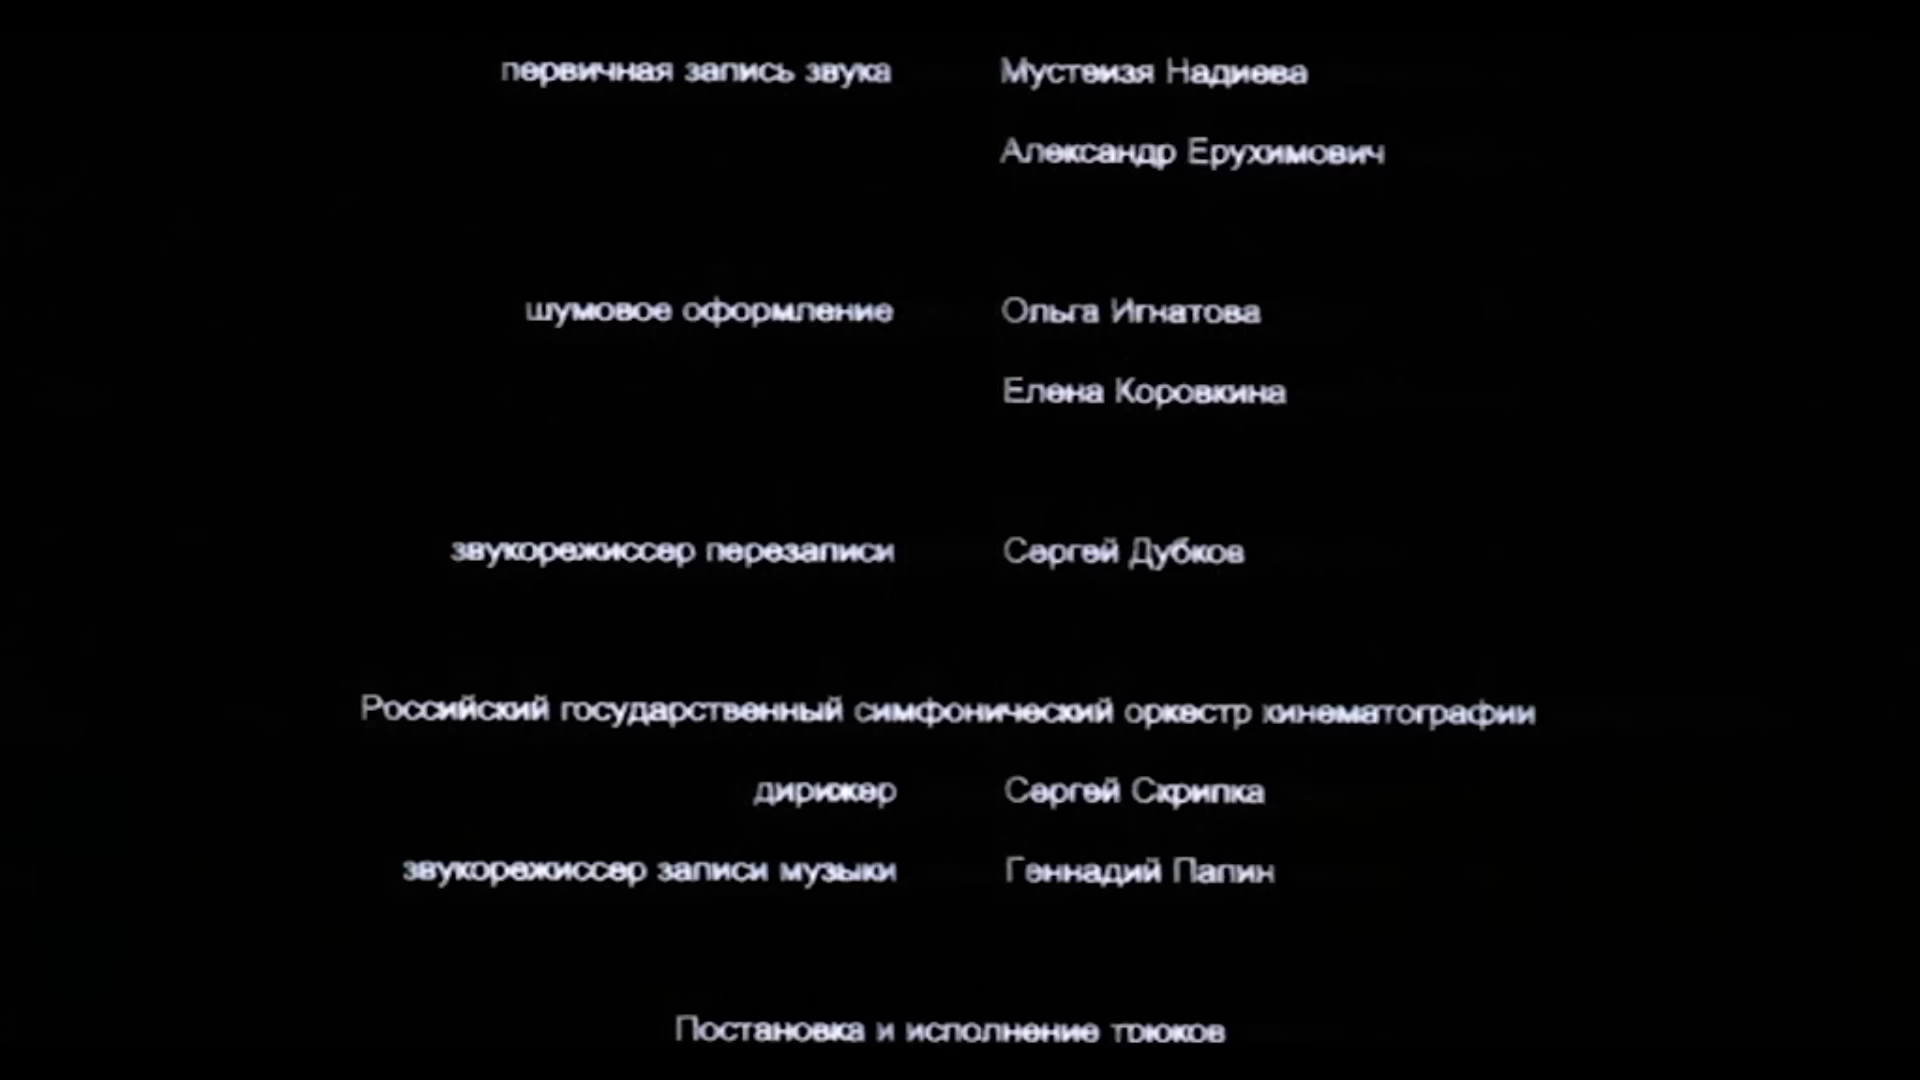 первичная запись звука Мустеизя Надиева
Александр Ерухимович
шумовое оформление Ольга Игнатова
Елена Коровкина
звукорежиссер перезаписи Сергей Дубков
Российский государственный симфонический оркестр кинематографии
дирижер Сергей Скрипка
звукорежиссер записи музыки Геннадий Папин
Постановка и исполнение трюков